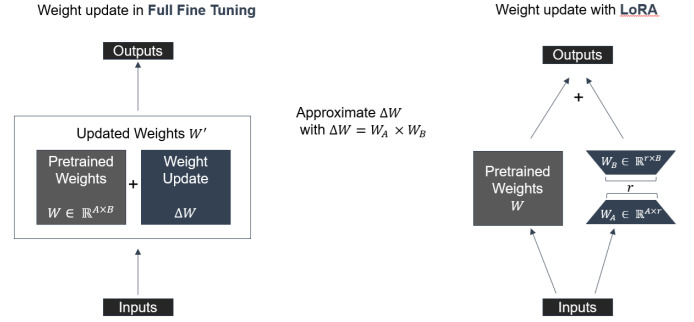 Weight update in Full Fine Tuning
Outputs
Updated Weights W'
Pretrained
Weights
W ∈ ℝ^{A×B}
+
Weight
Update
ΔW
Inputs
Approximate ΔW
with ΔW = W_A × W_B
Weight update with LoRA
Outputs
+
Pretrained
Weights
W
W_B ∈ ℝ^{r×B}
r
W_A ∈ ℝ^{A×r}
Inputs